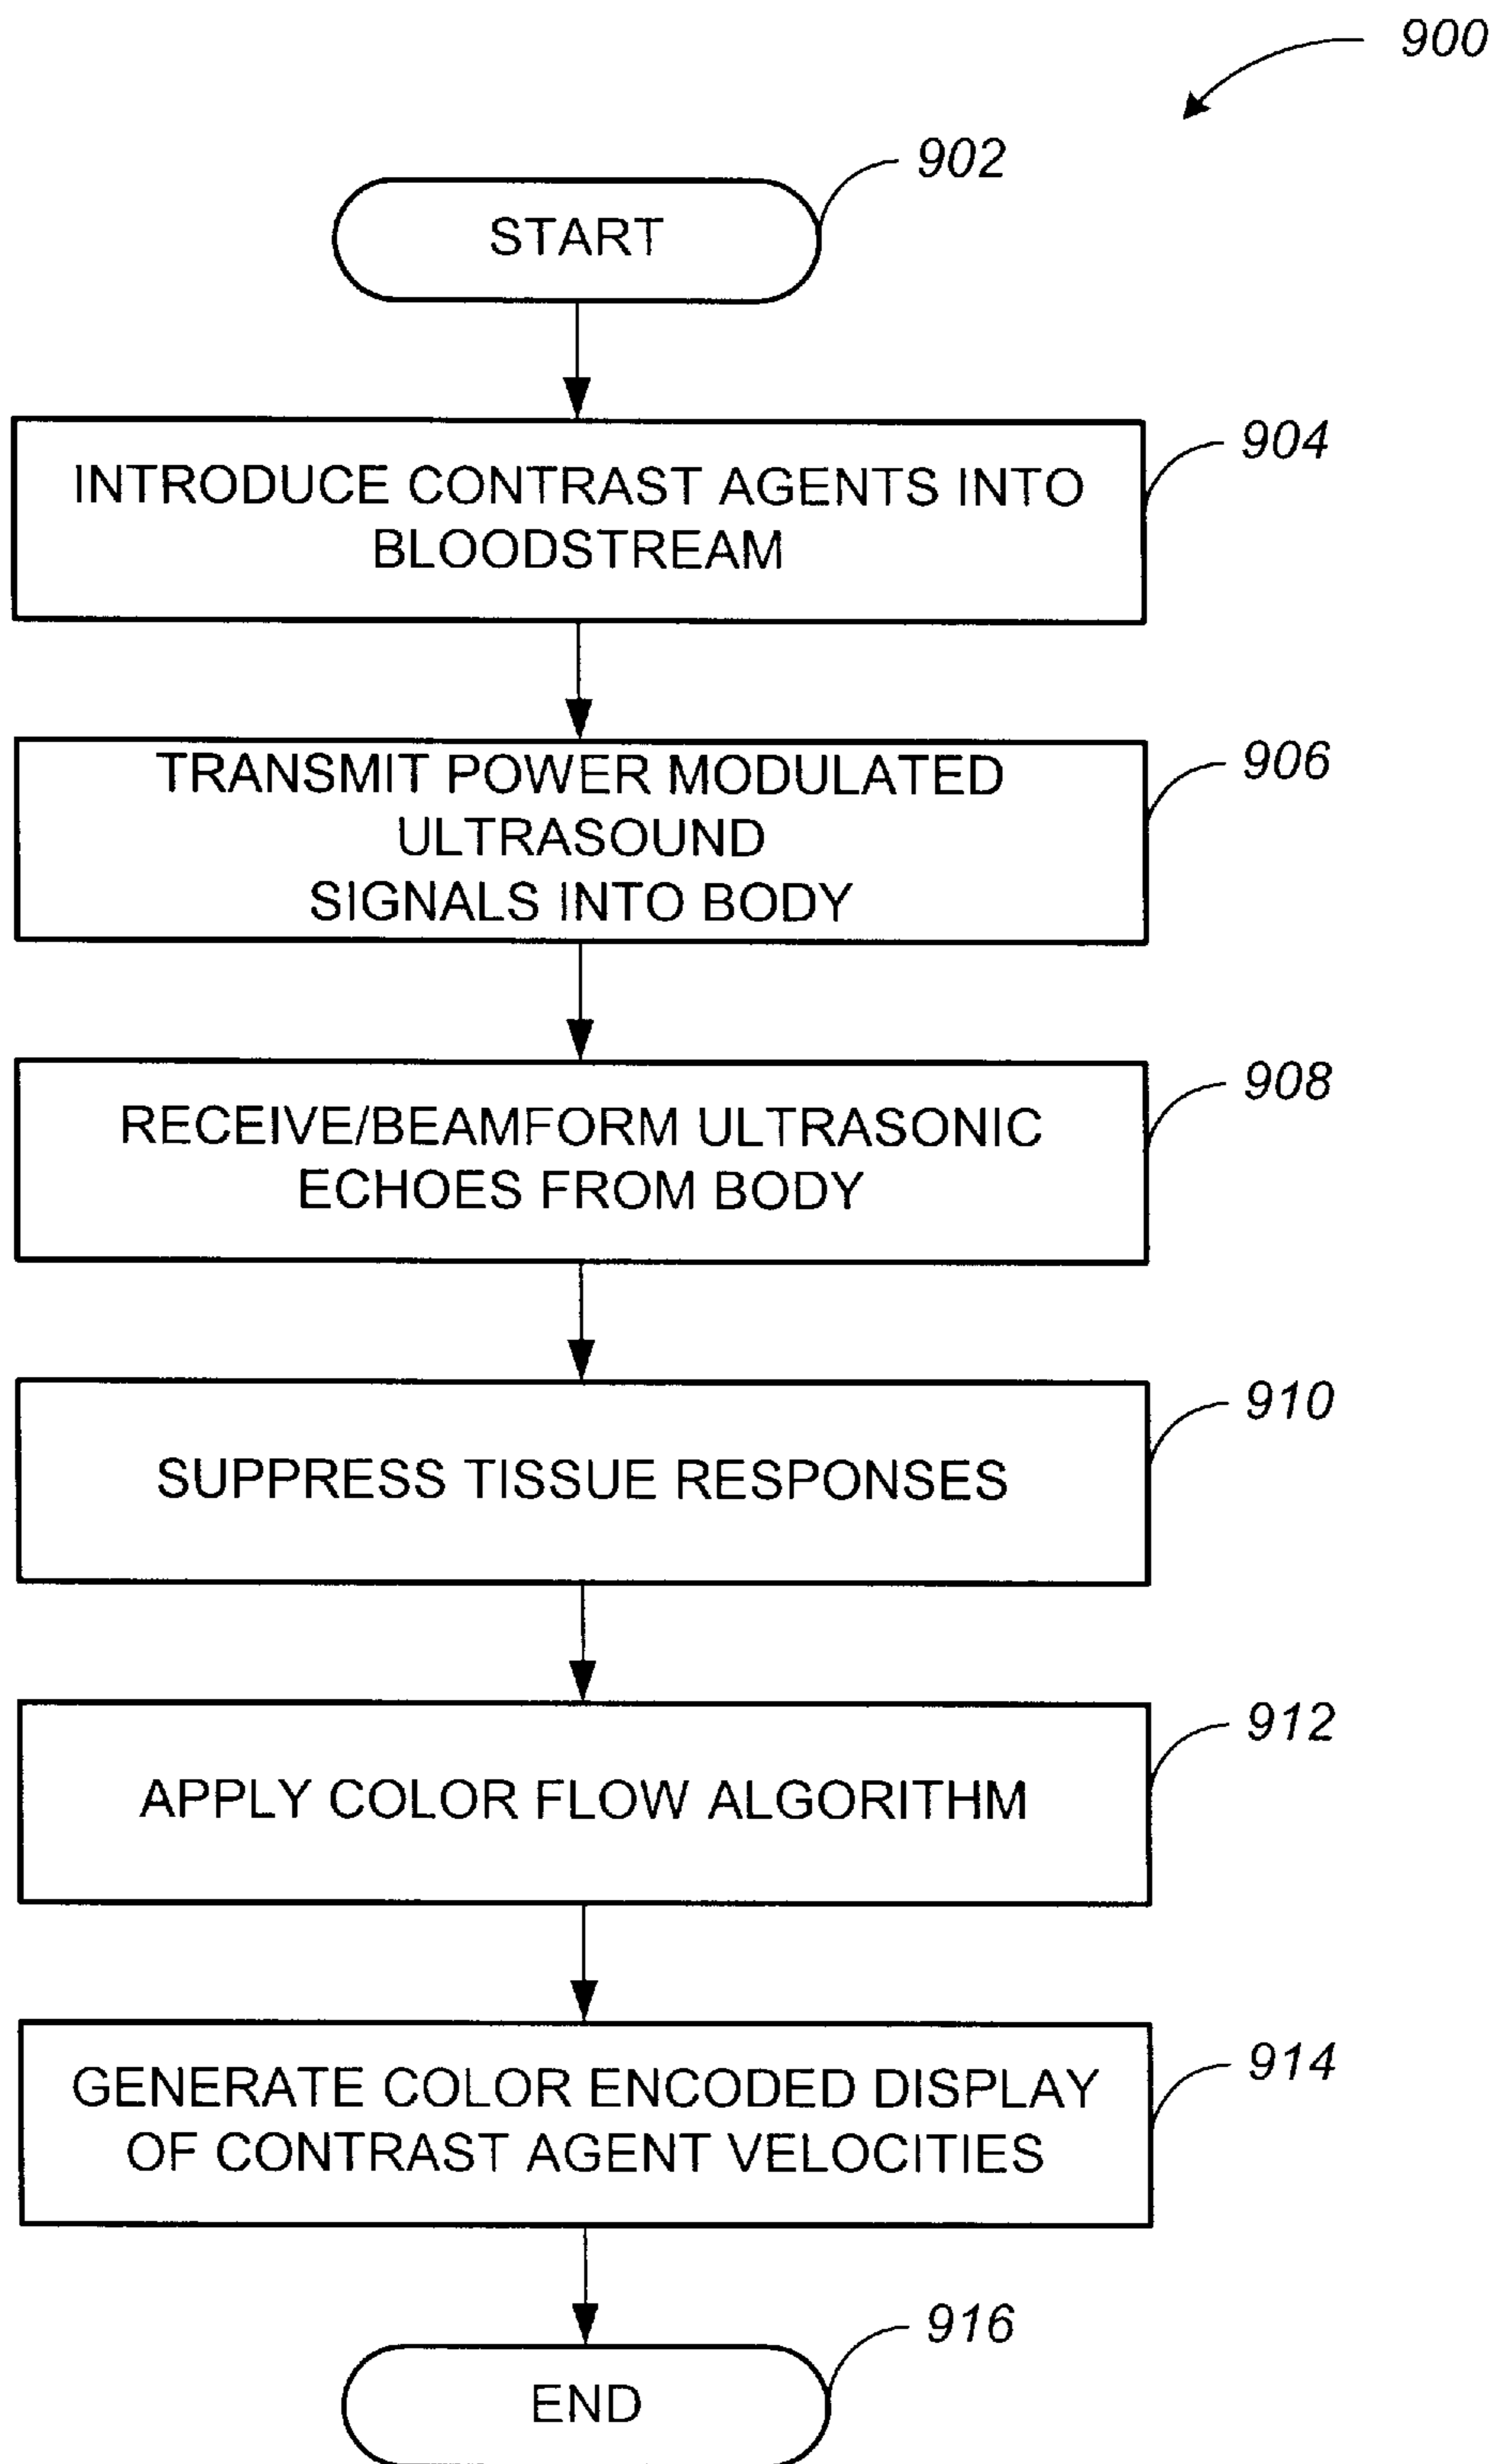 900
902
START
904
INTRODUCE CONTRAST AGENTS INTO
BLOODSTREAM
906
TRANSMIT POWER MODULATED
ULTRASOUND
SIGNALS INTO BODY
908
RECEIVE/BEAMFORM ULTRASONIC
ECHOES FROM BODY
910
SUPPRESS TISSUE RESPONSES
912
APPLY COLOR FLOW ALGORITHM
914
GENERATE COLOR ENCODED DISPLAY
OF CONTRAST AGENT VELOCITIES
916
END